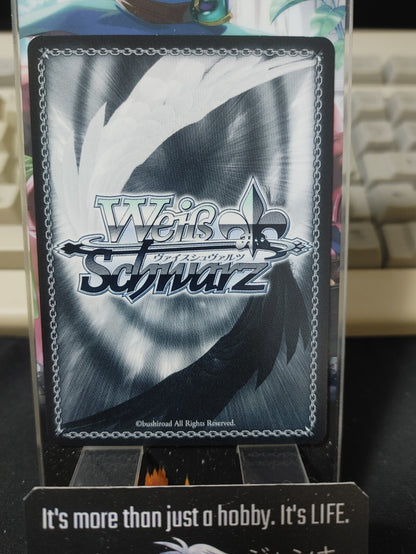 Weiß
Schwarz
ヴァイスシュヴァルツ
©bushiroad All Rights Reserved.
It's more than just a hobby. It's LIFE.